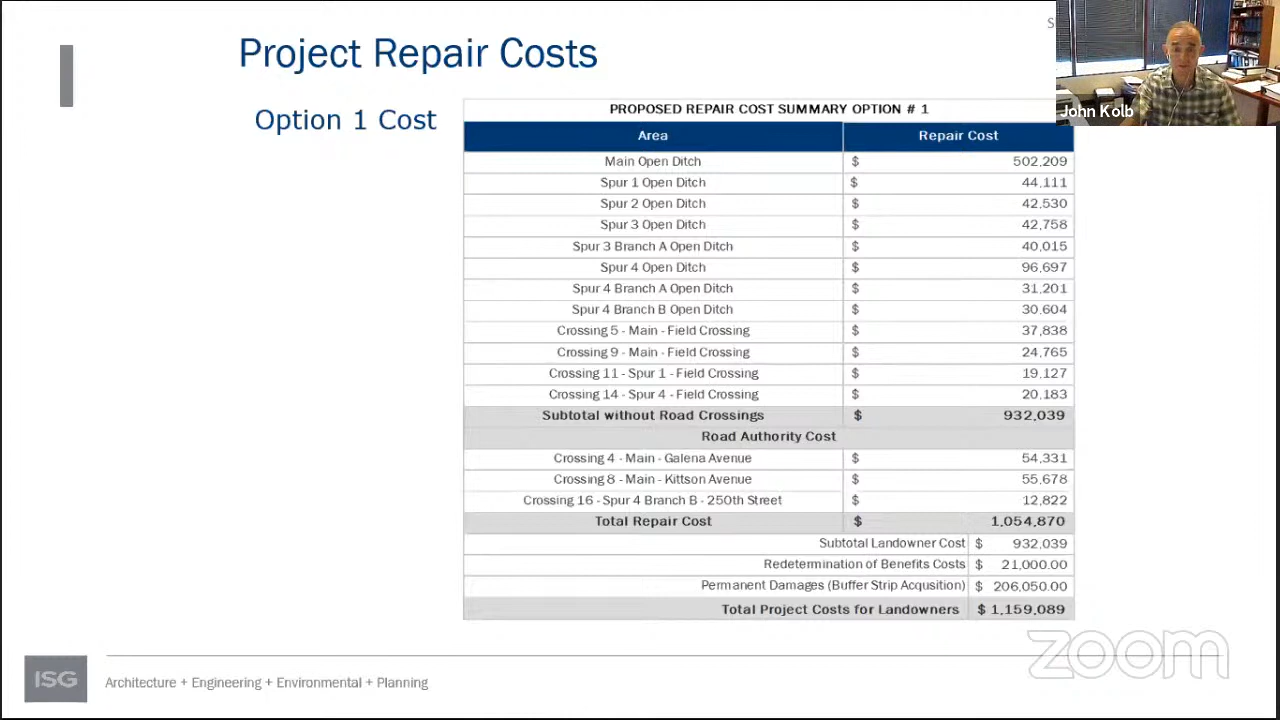 S
Project Repair Costs
John Kolb
Option 1 Cost
PROPOSED REPAIR COST SUMMARY OPTION # 1
Area Repair Cost
Main Open Ditch $ 502,209
Spur 1 Open Ditch $ 44,111
Spur 2 Open Ditch $ 42,530
Spur 3 Open Ditch $ 42,758
Spur 3 Branch A Open Ditch $ 40,015
Spur 4 Open Ditch $ 96,697
Spur 4 Branch A Open Ditch $ 31,201
Spur 4 Branch B Open Ditch $ 30,604
Crossing 5 - Main - Field Crossing $ 37,838
Crossing 9 - Main - Field Crossing $ 24,765
Crossing 11 - Spur 1 - Field Crossing $ 19,127
Crossing 14 - Spur 4 - Field Crossing $ 20,183
Subtotal without Road Crossings $ 932,039
Road Authority Cost
Crossing 4 - Main - Galena Avenue $ 54,331
Crossing 8 - Main - Kittson Avenue $ 55,678
Crossing 16 - Spur 4 Branch B - 250th Street $ 12,822
Total Repair Cost $ 1,054,870
Subtotal Landowner Cost $ 932,039
Redetermination of Benefits Costs $ 21,000.00
Permanent Damages (Buffer Strip Acqusition) $ 206,050.00
Total Project Costs for Landowners $ 1,159,089
zoom
ISG
Architecture + Engineering + Environmental + Planning